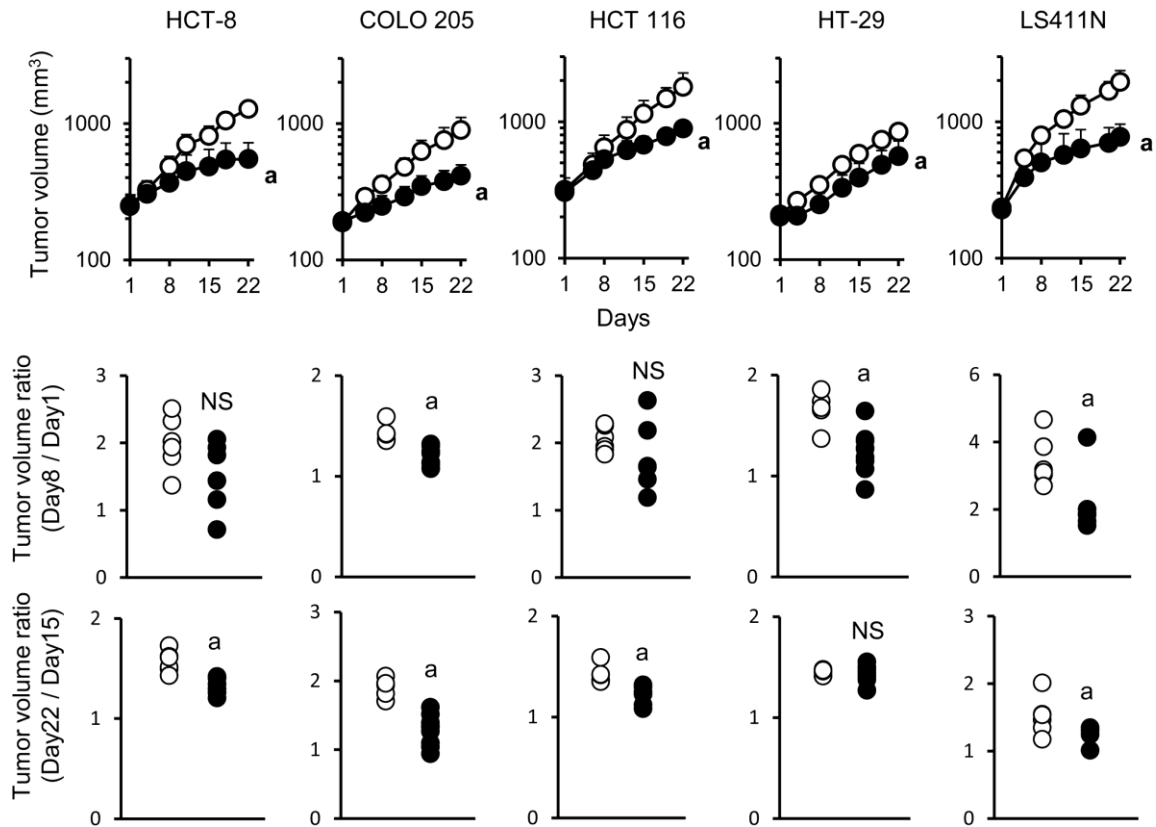 HCT-8 COLO 205 HCT 116 HT-29 LS411N
Tumor volume (mm³)
1000 1000 1000 1000 1000
a a a a a
100 100 100 100 100
1 8 15 22 1 8 15 22 1 8 15 22 1 8 15 22 1 8 15 22
Days
Tumor volume ratio
(Day8 / Day1)
3 2 1 0 NS
2 1 0 a
3 2 1 0 NS
2 1 0 a
6 4 2 0 a
Tumor volume ratio
(Day22 / Day15)
2 1 0 a
3 2 1 0 a
2 1 0 a
2 1 0 NS
3 2 1 0 a